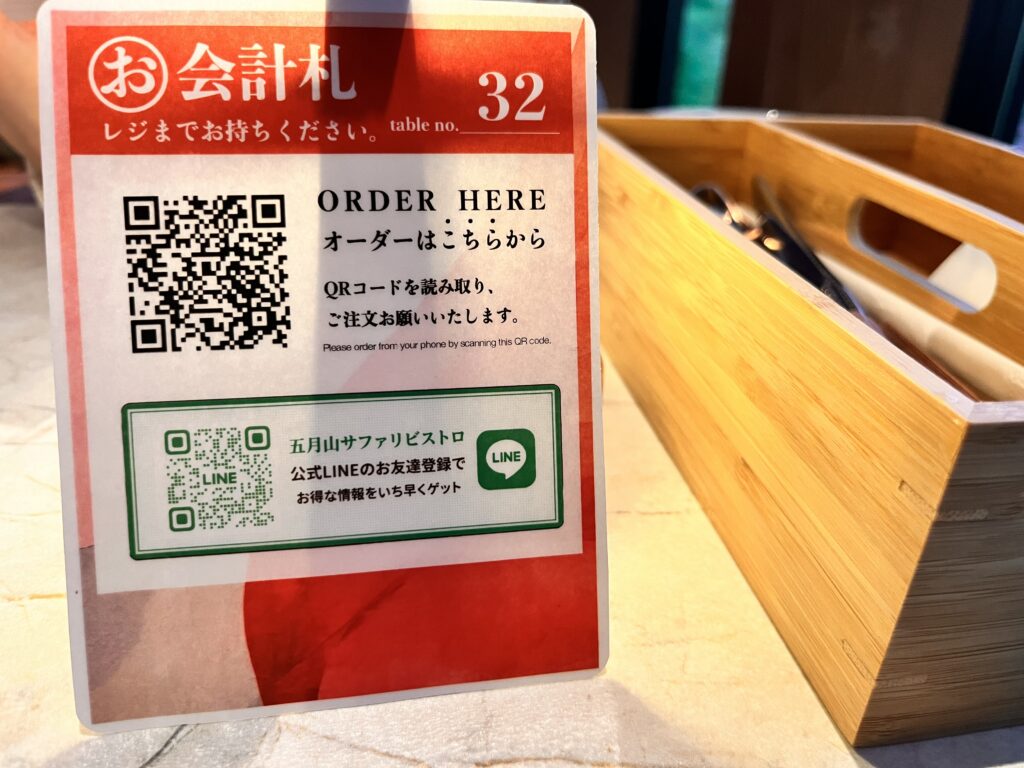 お会計札
レジまでお持ちください。
table no. 32
ORDER HERE
オーダーはこちらから
QRコードを読み取り、
ご注文お願いいたします。
Please order from your phone by scanning this QR code.
LINE
五月山サファリビストロ
公式LINEのお友達登録で
お得な情報をいち早くゲット
LINE